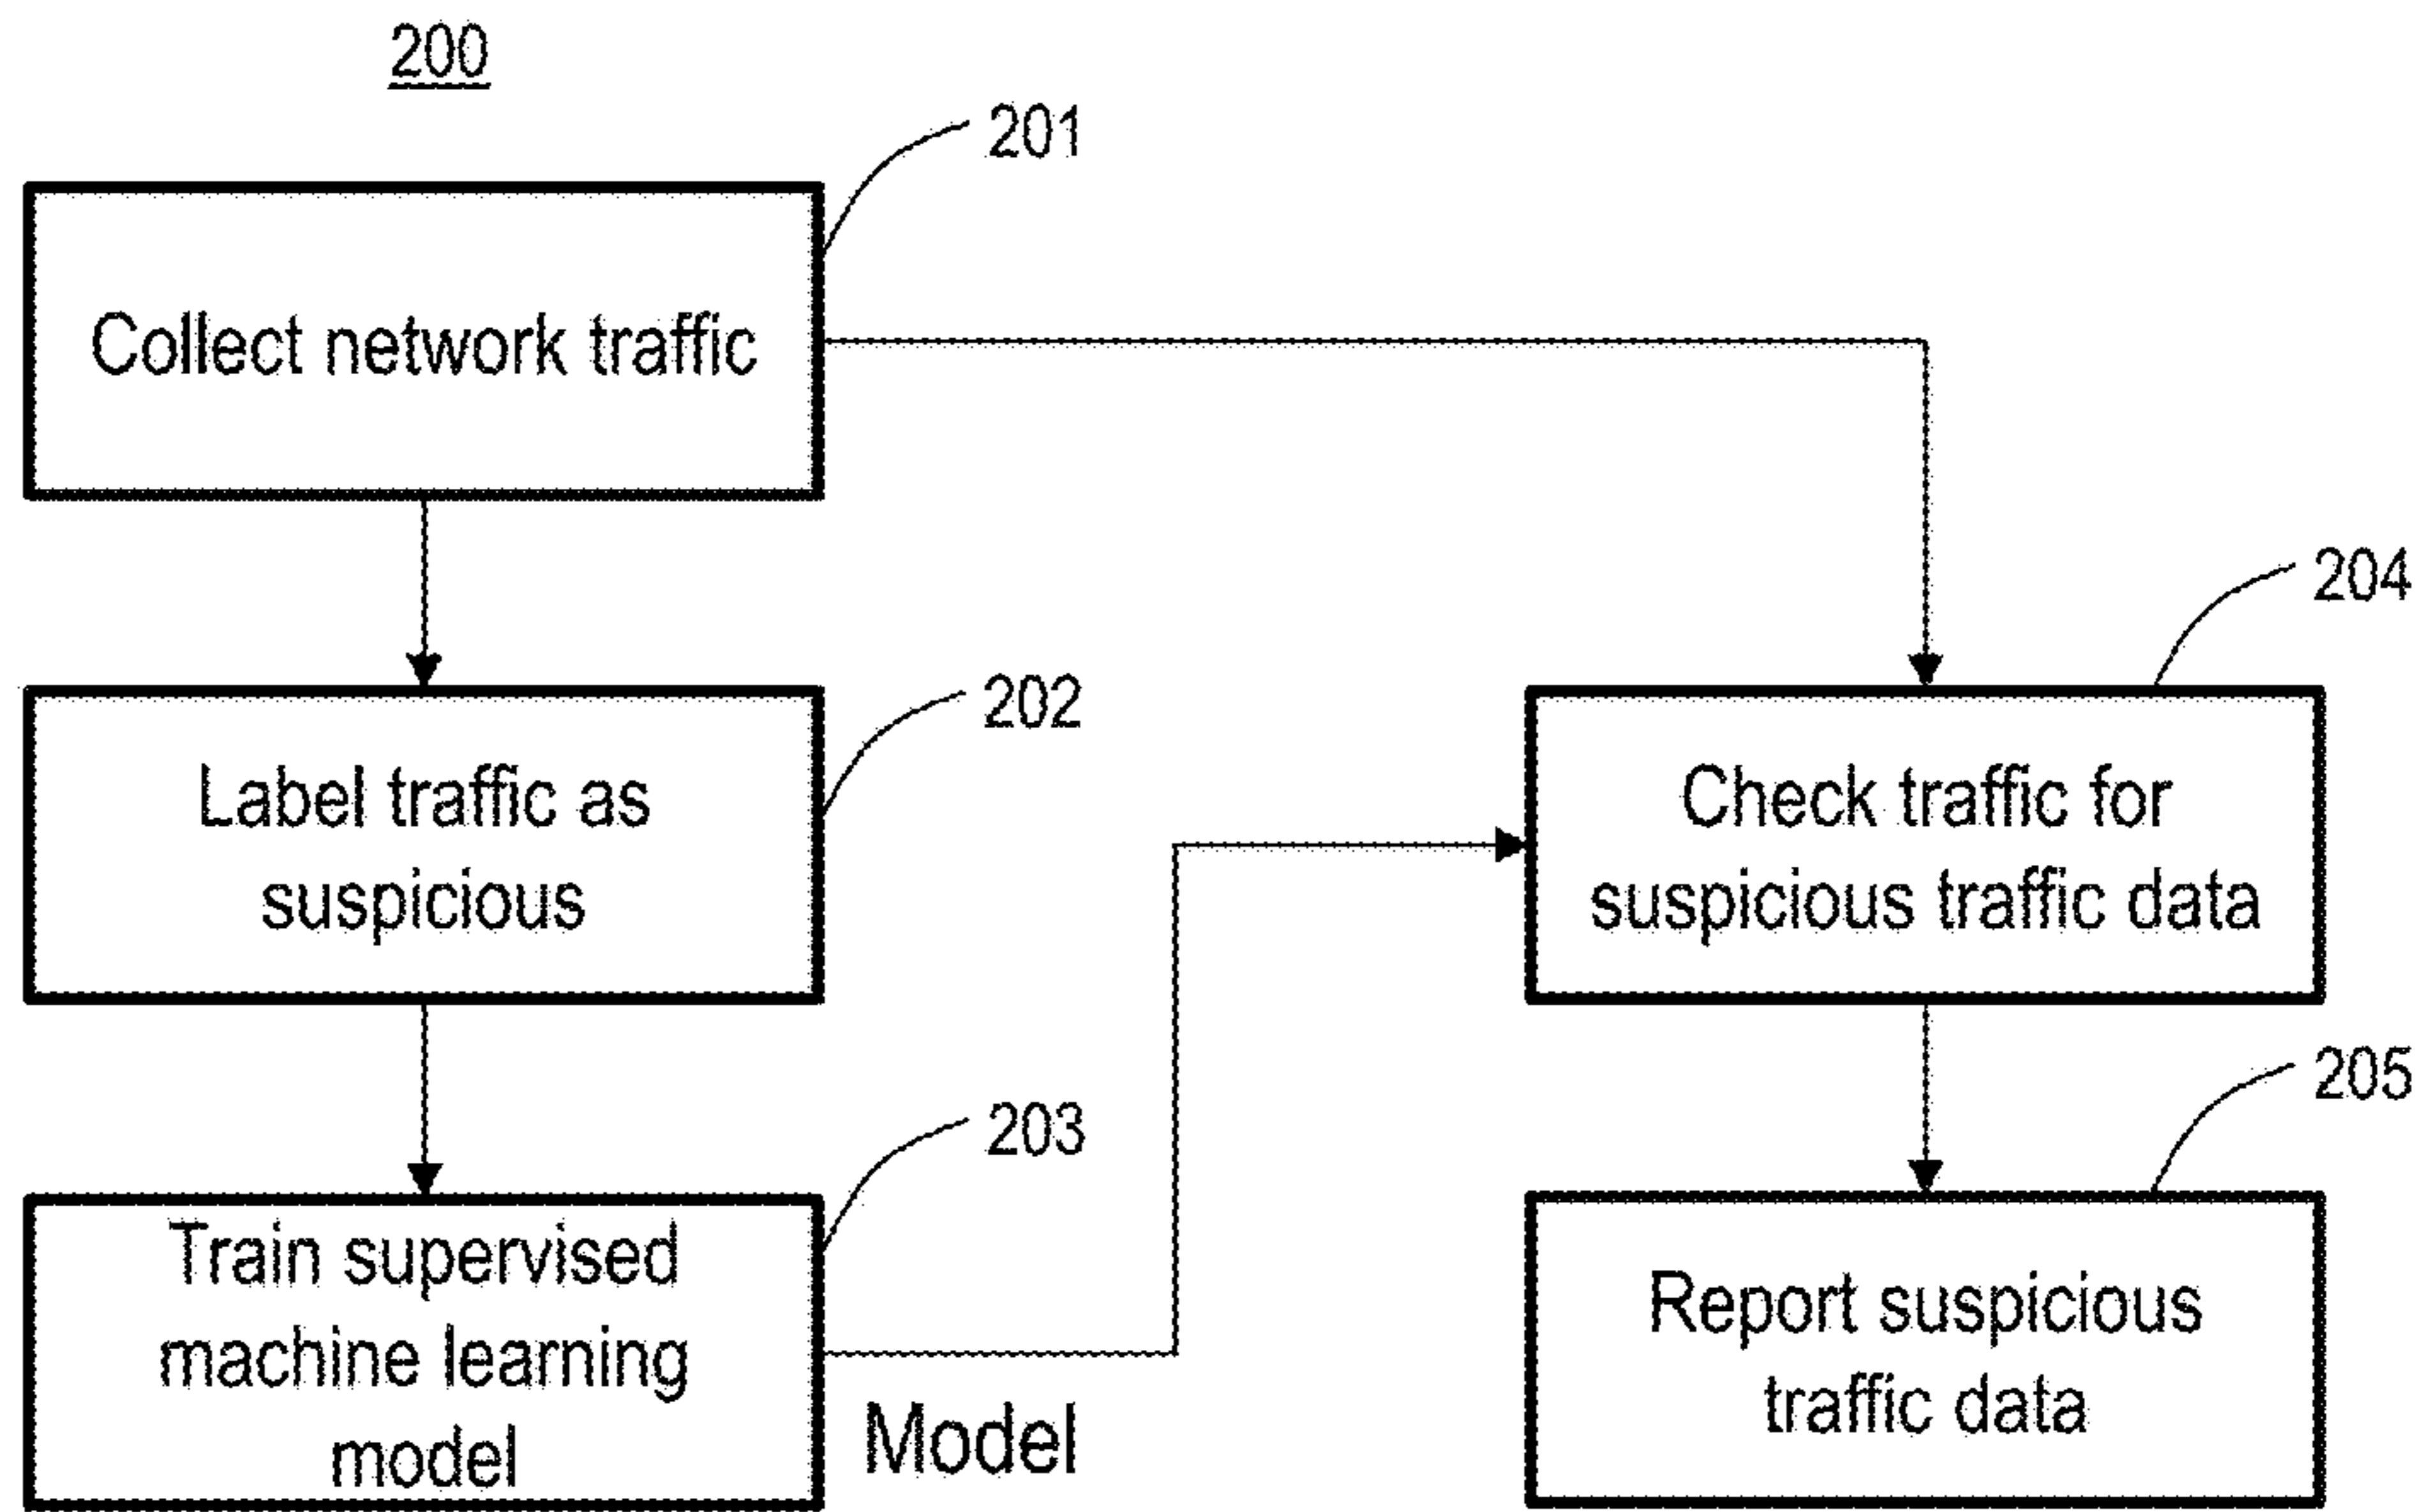 200
201
Collect network traffic
202
Label traffic as
suspicious
203
Train supervised
machine learning
model
Model
204
Check traffic for
suspicious traffic data
205
Report suspicious
traffic data